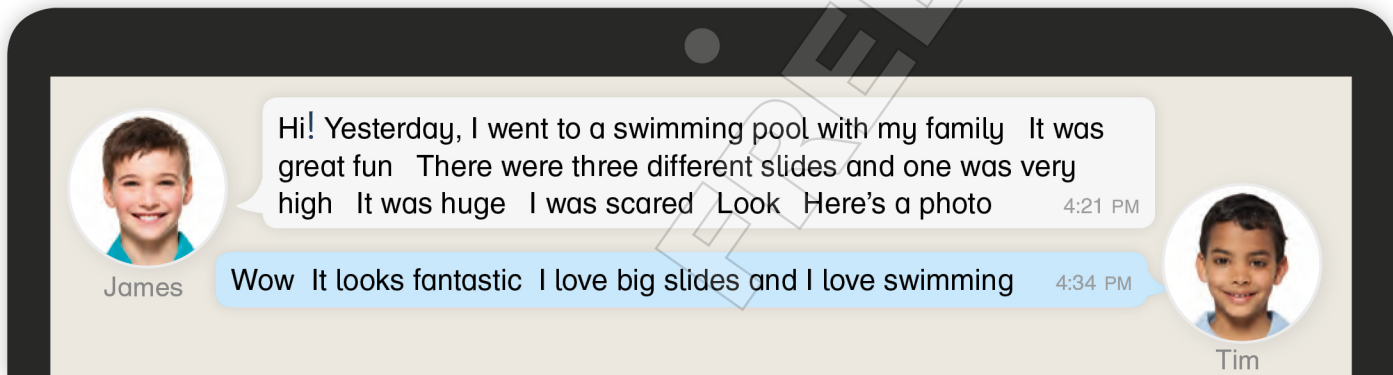 Hi! Yesterday, I went to a swimming pool with my family It was
great fun There were three different slides and one was very
high It was huge I was scared Look Here's a photo 4:21 PM
James
Wow It looks fantastic I love big slides and I love swimming 4:34 PM
Tim